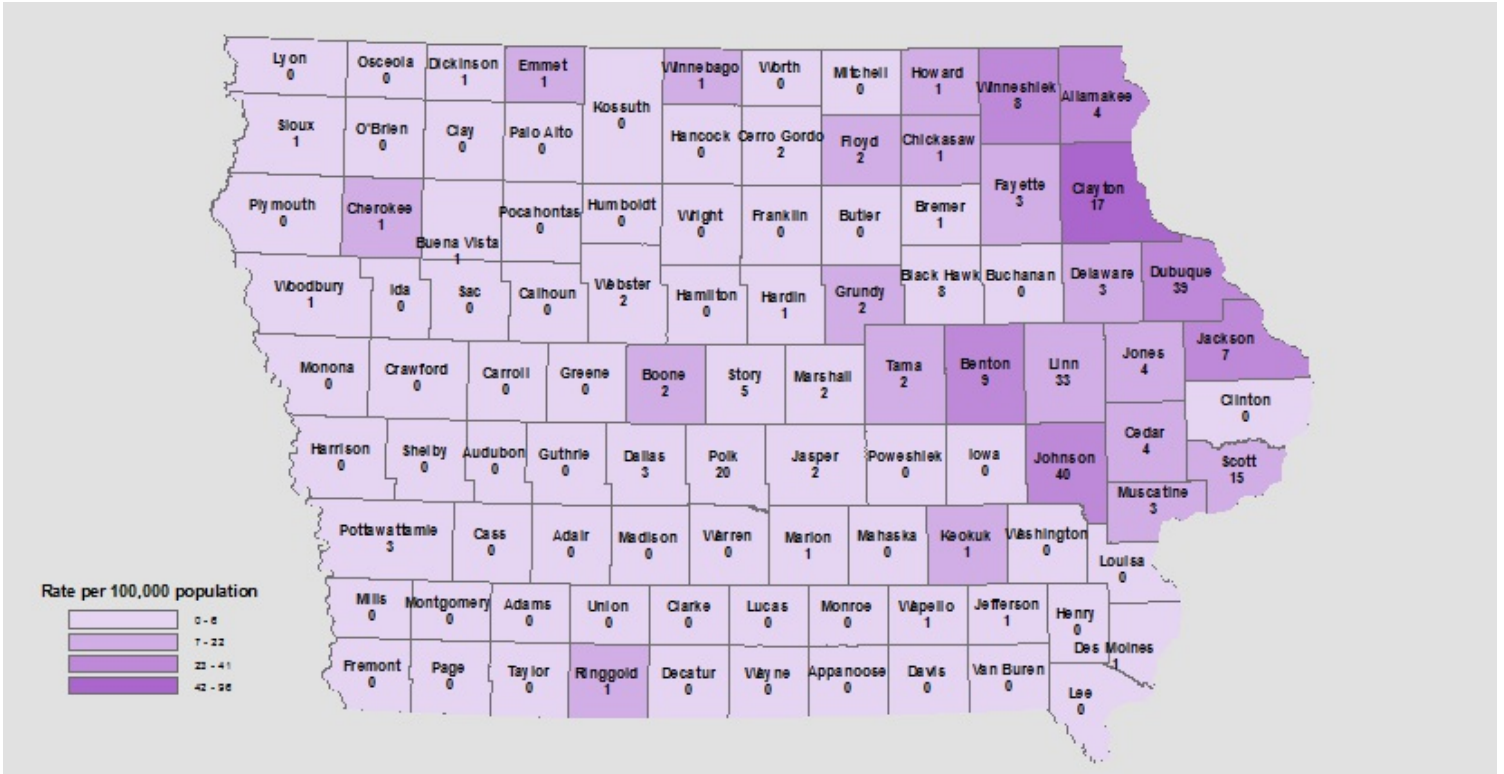 Lyon
0
Osceola
0
Dickinson
1
Emmet
1
Kossuth
0
Winnebago
1
Worth
0
Mitchell
0
Howard
1
Winneshiek
8
Allamakee
4
Sioux
1
O'Brien
0
Clay
0
Palo Alto
0
Hancock
0
Cerro Gordo
2
Floyd
2
Chickasaw
1
Fayette
3
Clayton
17
Plymouth
0
Cherokee
1
Buena Vista
1
Pocahontas
0
Humboldt
0
Wright
0
Franklin
0
Butler
0
Bremer
1
Woodbury
1
Ida
0
Sac
0
Calhoun
0
Webster
2
Hamilton
0
Hardin
1
Grundy
2
Black Hawk
8
Buchanan
0
Delaware
3
Dubuque
39
Monona
0
Crawford
0
Carroll
0
Greene
0
Boone
2
Story
5
Marshall
2
Tama
2
Benton
9
Linn
33
Jones
4
Jackson
7
Clinton
0
Harrison
0
Shelby
0
Audubon
0
Guthrie
0
Dallas
3
Polk
20
Jasper
2
Poweshiek
0
Iowa
0
Johnson
40
Cedar
4
Scott
15
Muscatine
3
Pottawattamie
3
Cass
0
Adair
0
Madison
0
Warren
0
Marion
1
Mahaska
0
Keokuk
1
Washington
0
Louisa
0
Mills
0
Montgomery
0
Adams
0
Union
0
Clarke
0
Lucas
0
Monroe
0
Wapello
1
Jefferson
1
Henry
0
Des Moines
1
Fremont
0
Page
0
Taylor
0
Ringgold
1
Decatur
0
Wayne
0
Appanoose
0
Davis
0
Van Buren
0
Lee
0
Rate per 100,000 population
0 - 6
7 - 22
23 - 41
42 - 96